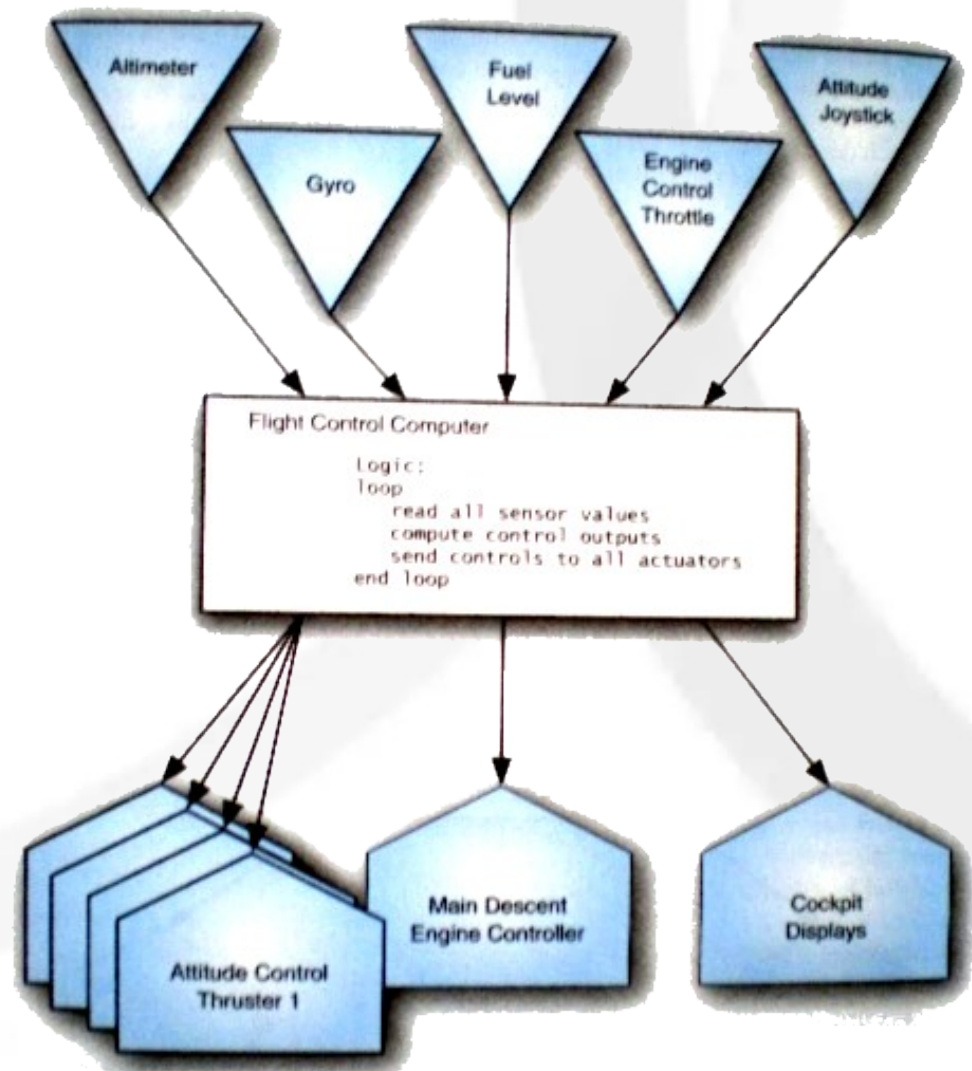 Altimeter
Fuel
Level
Attitude
Joystick
Gyro
Engine
Control
Throttle
Flight Control Computer
Logic:
loop
read all sensor values
compute control outputs
send controls to all actuators
end loop
Main Descent
Engine Controller
Cockpit
Displays
Attitude Control
Thruster 1